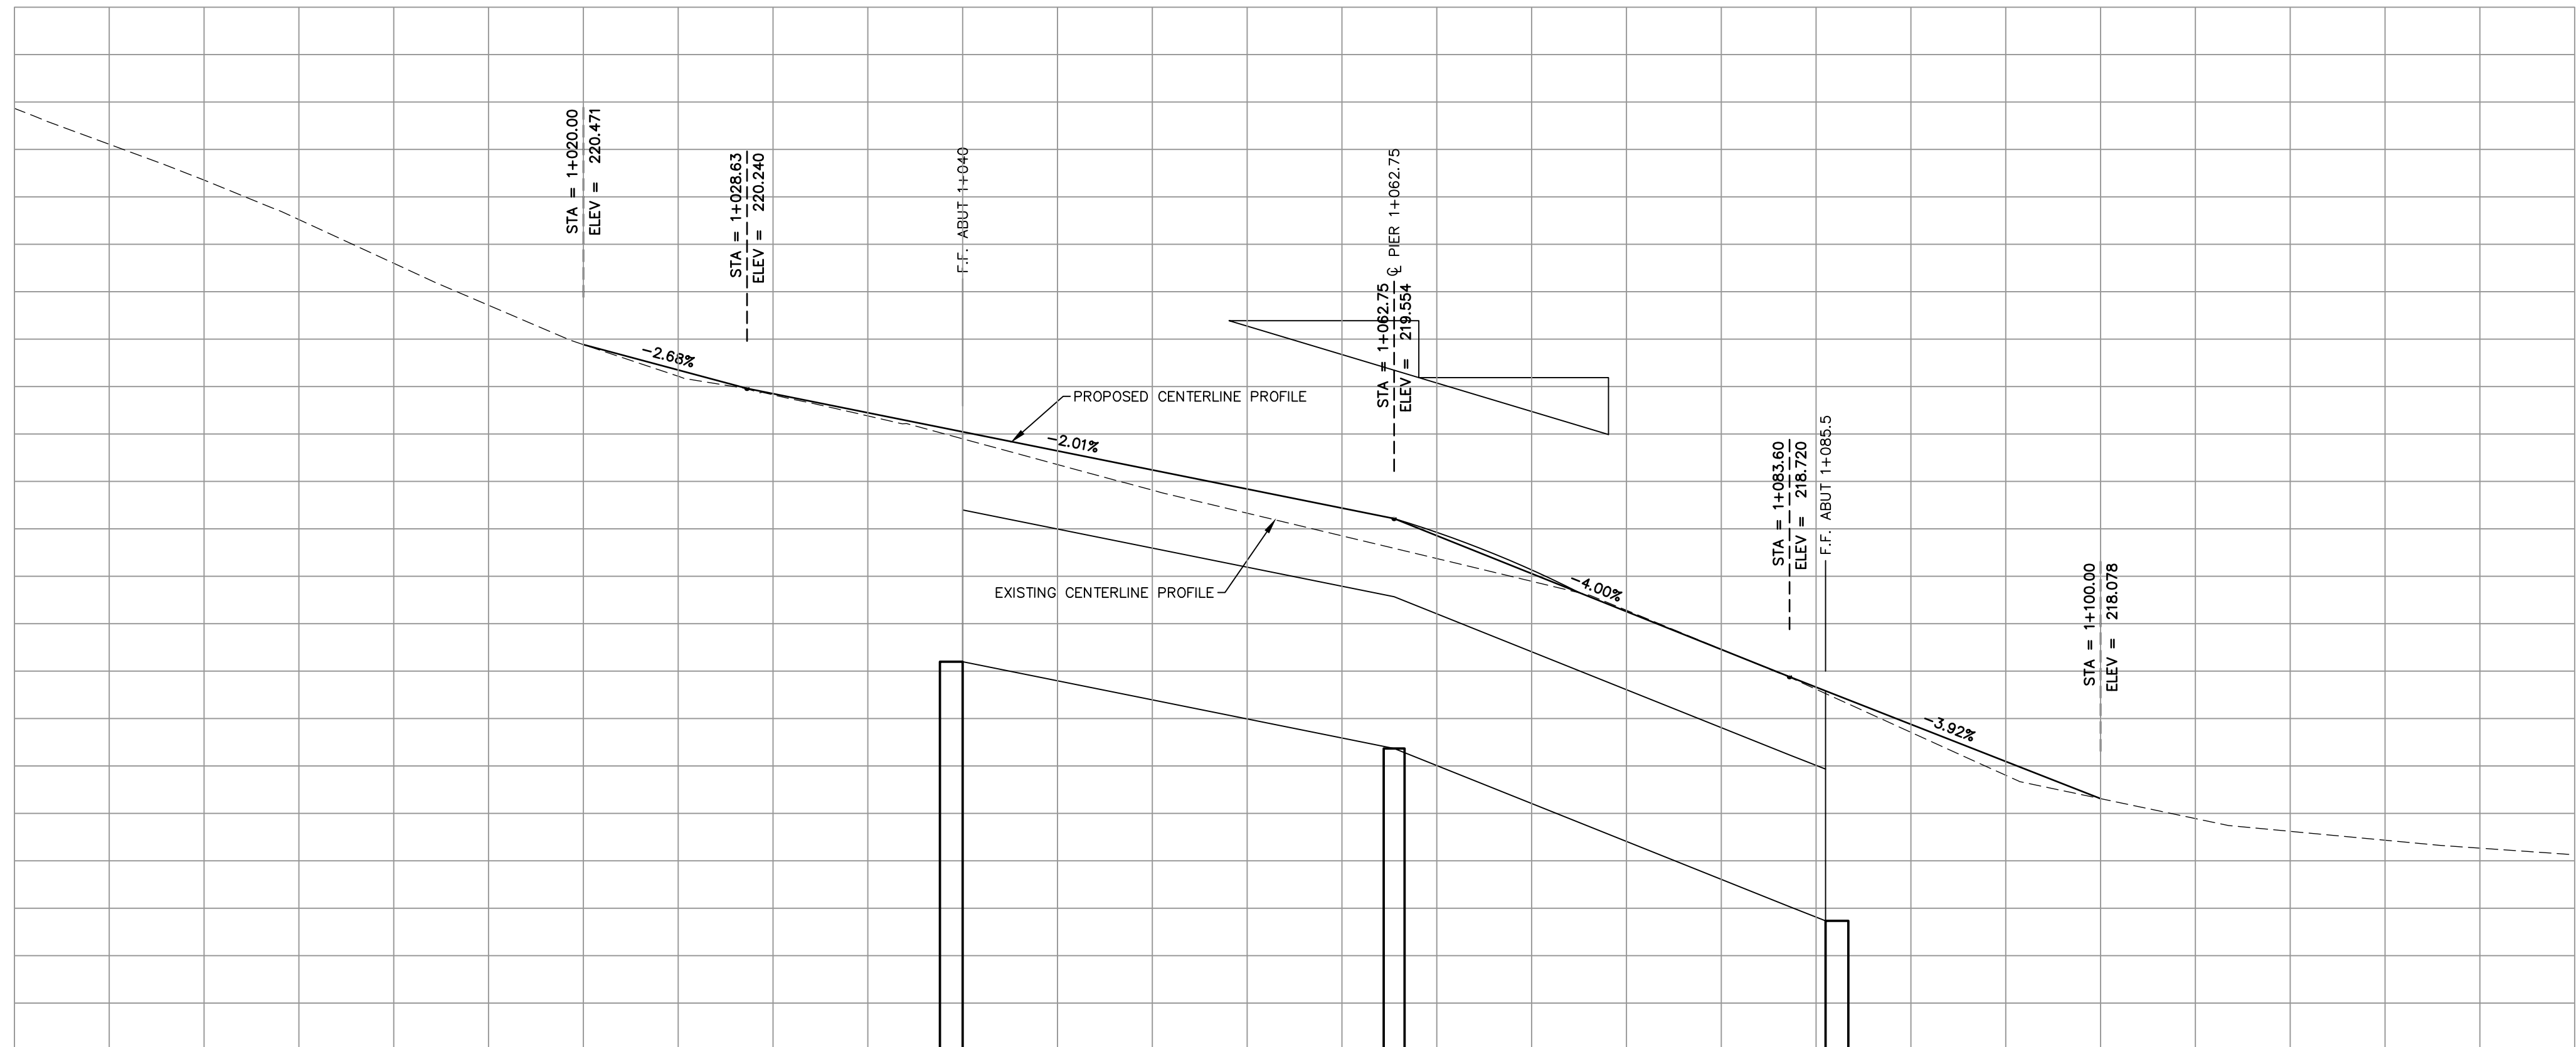 STA = 1+020.00
ELEV = 220.471
STA = 1+028.63
ELEV = 220.240
F.F. ABUT 1+040
℄ PIER 1+062.75
STA = 1+062.75
ELEV = 219.554
-2.68%
PROPOSED CENTERLINE PROFILE
-2.01%
STA = 1+083.60
ELEV = 218.720
F.F. ABUT 1+085.5
EXISTING CENTERLINE PROFILE
-4.00%
STA = 1+100.00
ELEV = 218.078
-3.92%